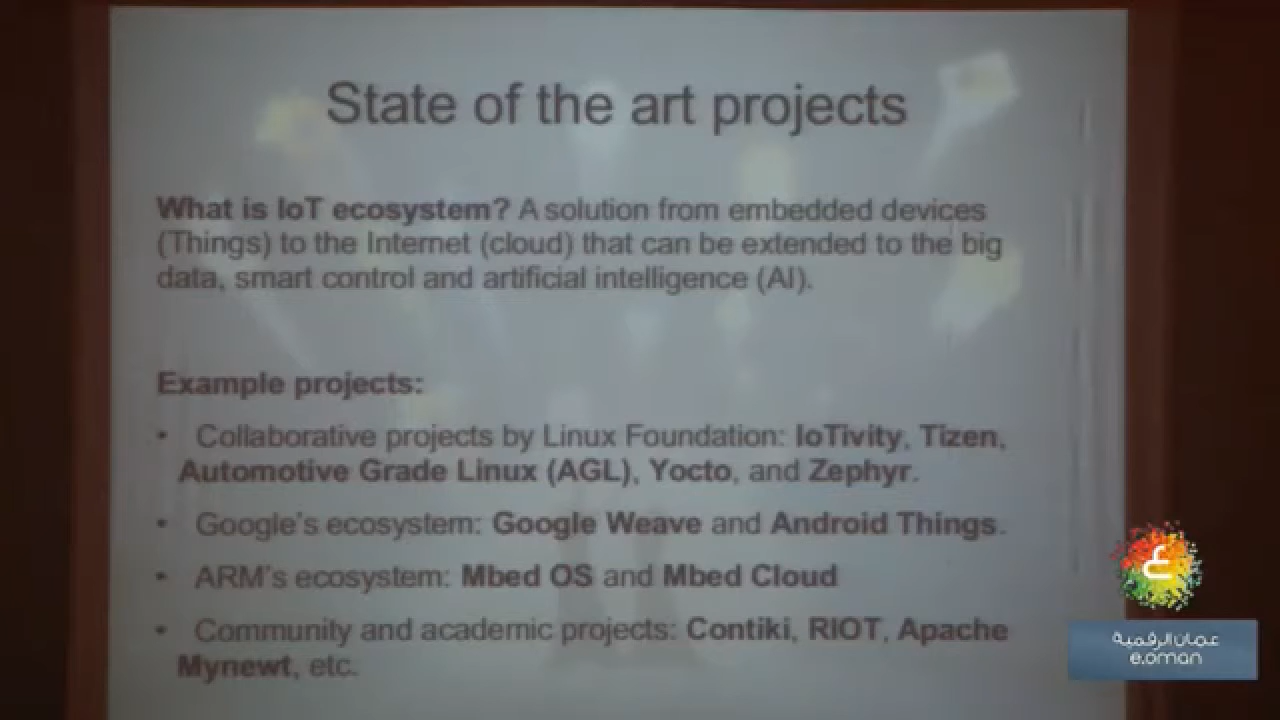 State of the art projects
What is IoT ecosystem? A solution from embedded devices
(Things) to the Internet (cloud) that can be extended to the big
data, smart control and artificial intelligence (AI).
Example projects:
• Collaborative projects by Linux Foundation: IoTivity, Tizen,
Automotive Grade Linux (AGL), Yocto, and Zephyr.
• Google's ecosystem: Google Weave and Android Things.
• ARM's ecosystem: Mbed OS and Mbed Cloud
• Community and academic projects: Contiki, RIOT, Apache
Mynewt, etc.
ع
عمان الرقمية
e.oman